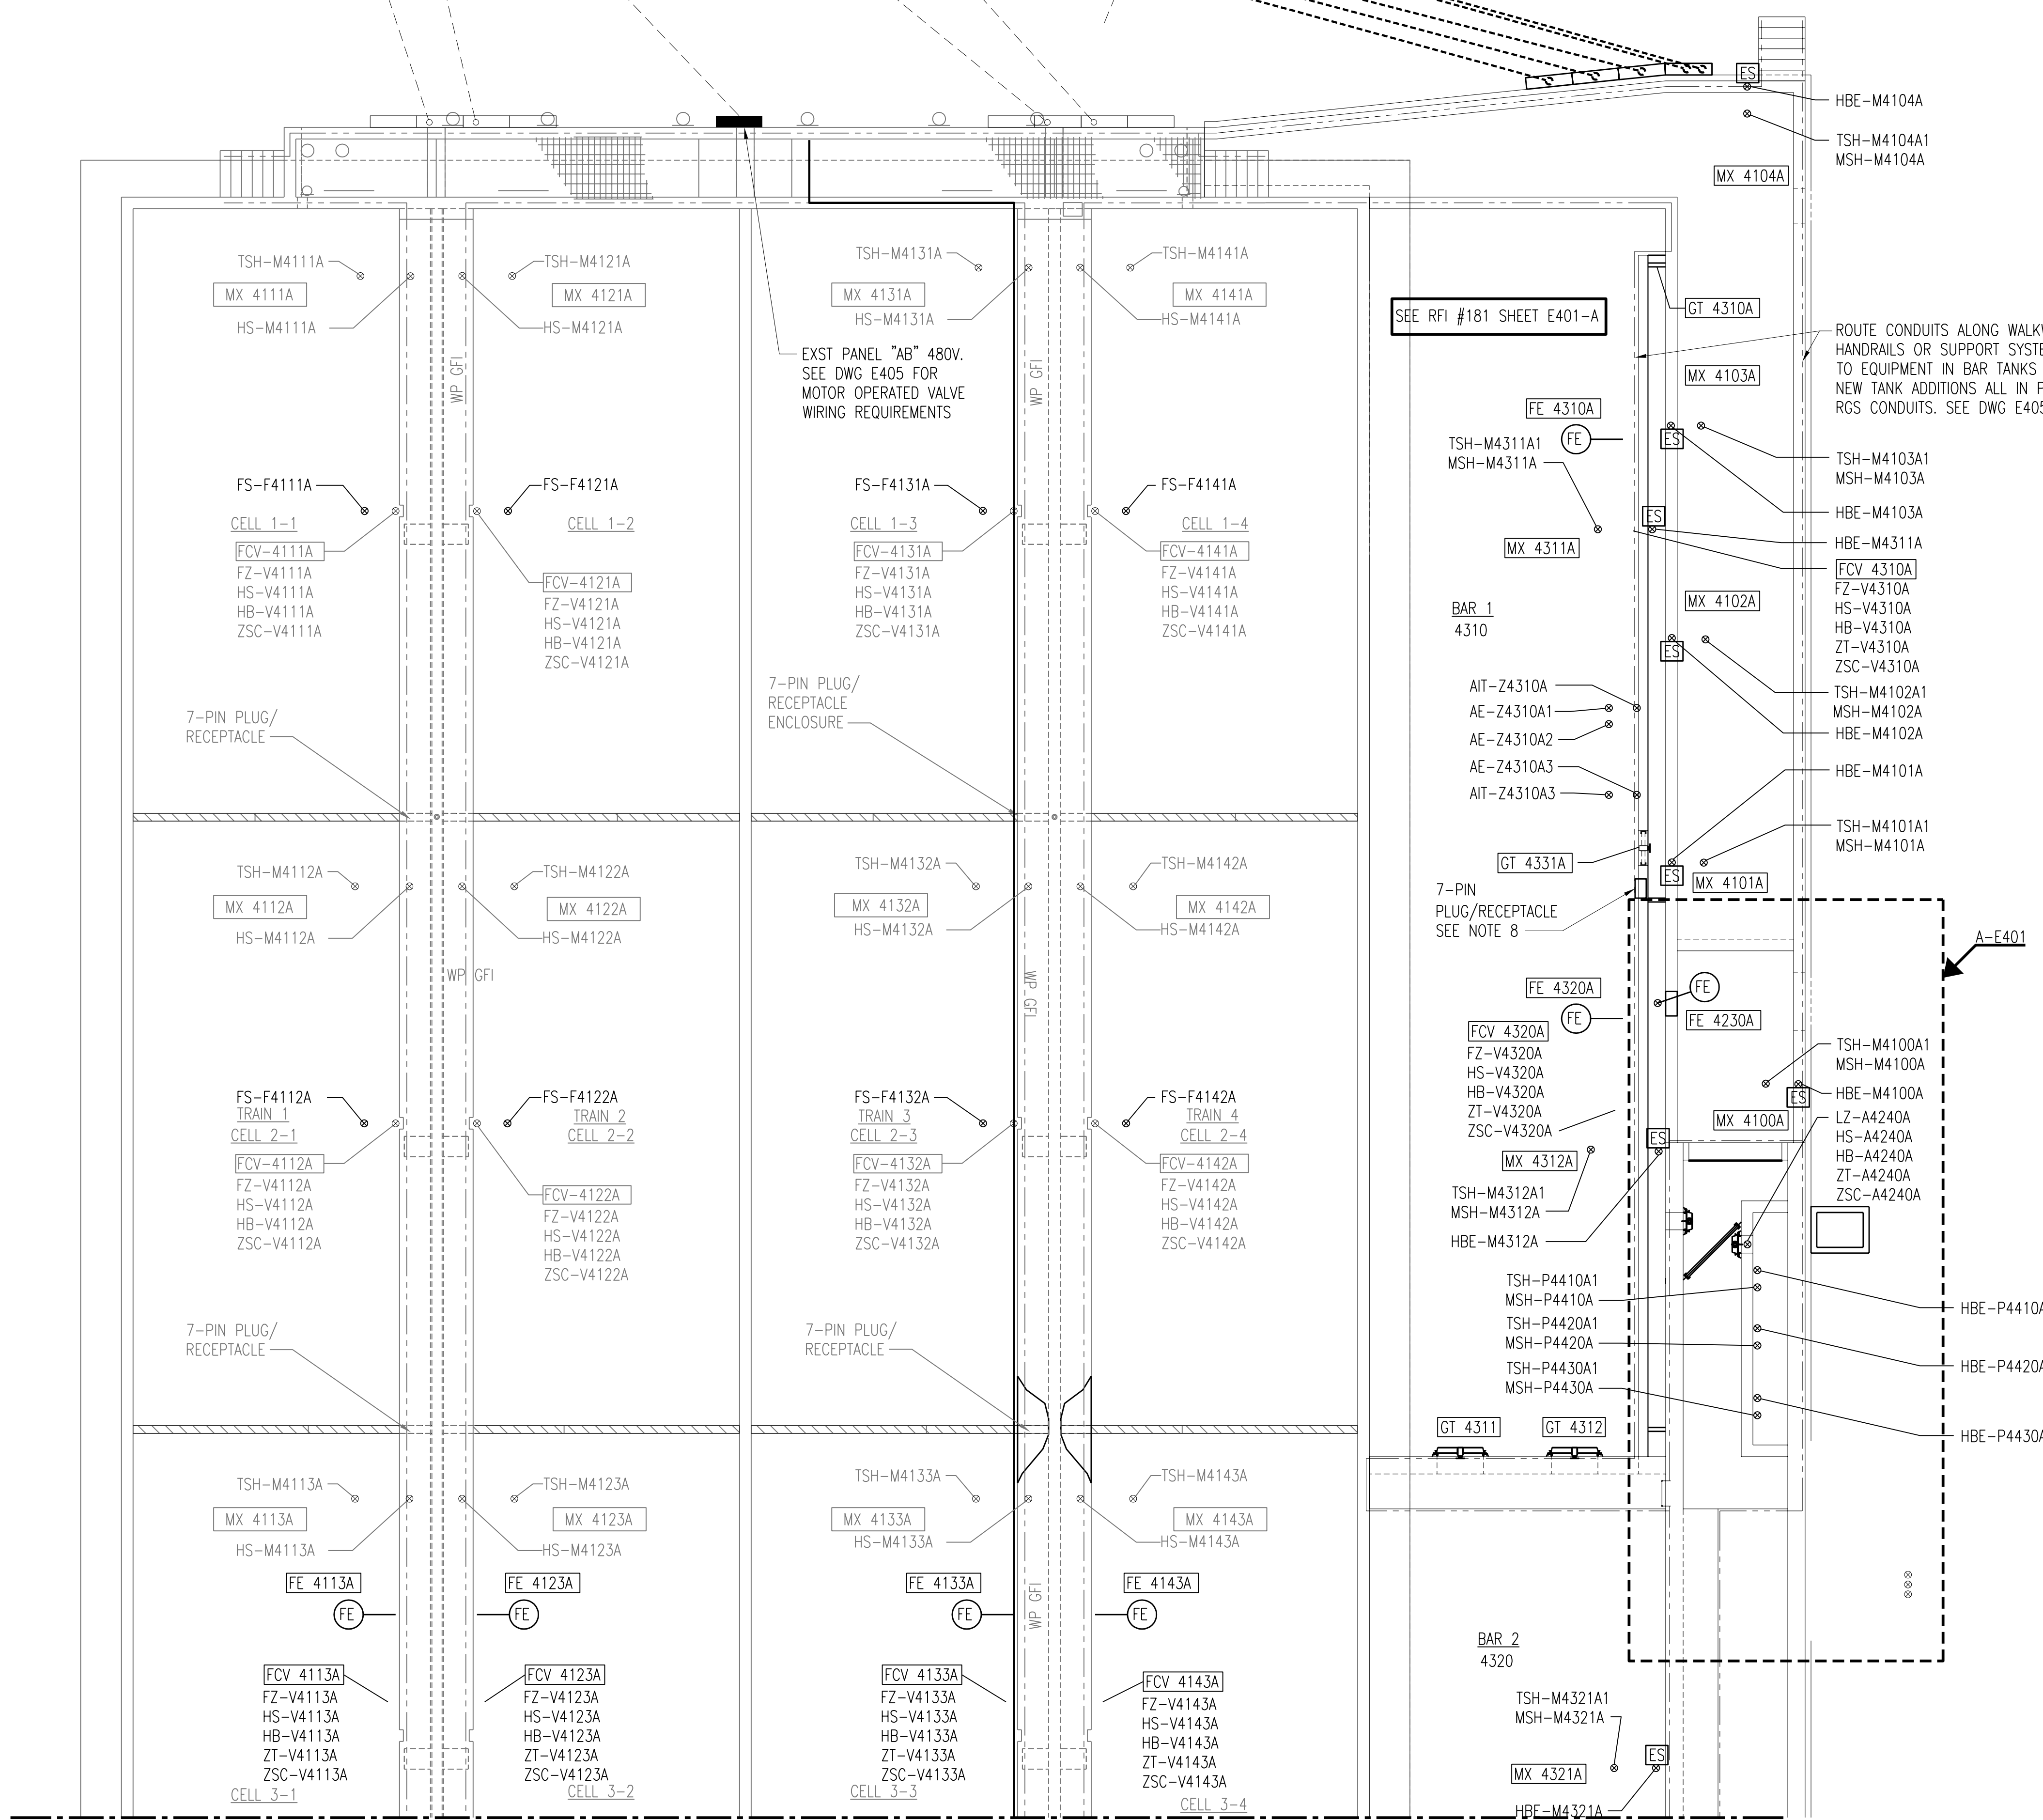 ES
HBE-M4104A
TSH-M4104A1
MSH-M4104A
MX 4104A
TSH-M4111A
MX 4111A
HS-M4111A
TSH-M4121A
MX 4121A
HS-M4121A
WP GFI
TSH-M4131A
MX 4131A
HS-M4131A
TSH-M4141A
MX 4141A
HS-M4141A
WP GFI
EXST PANEL "AB" 480V.
SEE DWG E405 FOR
MOTOR OPERATED VALVE
WIRING REQUIREMENTS
SEE RFI #181 SHEET E401-A
GT 4310A
ROUTE CONDUITS ALONG
HANDRAILS OR SUPPORT
TO EQUIPMENT IN BAR TANKS
NEW TANK ADDITIONS ALL IN
RGS CONDUITS. SEE DWG
MX 4103A
FE 4310A
FE
TSH-M4311A1
MSH-M4311A
ES
TSH-M4103A1
MSH-M4103A
HBE-M4103A
ES
MX 4311A
HBE-M4311A
FCV 4310A
FZ-V4310A
HS-V4310A
HB-V4310A
ZT-V4310A
ZSC-V4310A
FS-F4111A
CELL 1-1
FCV-4111A
FZ-V4111A
HS-V4111A
HB-V4111A
ZSC-V4111A
FS-F4121A
CELL 1-2
FCV-4121A
FZ-V4121A
HS-V4121A
HB-V4121A
ZSC-V4121A
FS-F4131A
CELL 1-3
FCV-4131A
FZ-V4131A
HS-V4131A
HB-V4131A
ZSC-V4131A
FS-F4141A
CELL 1-4
FCV-4141A
FZ-V4141A
HS-V4141A
HB-V4141A
ZSC-V4141A
BAR 1
4310
MX 4102A
ES
TSH-M4102A1
MSH-M4102A
HBE-M4102A
AIT-Z4310A
AE-Z4310A1
AE-Z4310A2
AE-Z4310A3
AIT-Z4310A3
HBE-M4101A
TSH-M4101A1
MSH-M4101A
7-PIN PLUG/
RECEPTACLE
7-PIN PLUG/
RECEPTACLE
ENCLOSURE
GT 4331A
ES
MX 4101A
7-PIN
PLUG/RECEPTACLE
SEE NOTE 8
A-E401
TSH-M4112A
MX 4112A
HS-M4112A
TSH-M4122A
MX 4122A
HS-M4122A
WP GFI
TSH-M4132A
MX 4132A
HS-M4132A
TSH-M4142A
MX 4142A
HS-M4142A
WP GFI
FE 4320A
FE
FE
FE 4230A
FCV 4320A
FZ-V4320A
HS-V4320A
HB-V4320A
ZT-V4320A
ZSC-V4320A
TSH-M4100A1
MSH-M4100A
HBE-M4100A
ES
MX 4100A
LZ-A4240A
HS-A4240A
HB-A4240A
ZT-A4240A
ZSC-A4240A
FS-F4112A
TRAIN 1
CELL 2-1
FCV-4112A
FZ-V4112A
HS-V4112A
HB-V4112A
ZSC-V4112A
FS-F4122A
TRAIN 2
CELL 2-2
FCV-4122A
FZ-V4122A
HS-V4122A
HB-V4122A
ZSC-V4122A
FS-F4132A
TRAIN 3
CELL 2-3
FCV-4132A
FZ-V4132A
HS-V4132A
HB-V4132A
ZSC-V4132A
FS-F4142A
TRAIN 4
CELL 2-4
FCV-4142A
FZ-V4142A
HS-V4142A
HB-V4142A
ZSC-V4142A
ES
MX 4312A
TSH-M4312A1
MSH-M4312A
HBE-M4312A
TSH-P4410A1
MSH-P4410A
TSH-P4420A1
MSH-P4420A
TSH-P4430A1
MSH-P4430A
HBE-P4410A
HBE-P4420A
HBE-P4430A
7-PIN PLUG/
RECEPTACLE
7-PIN PLUG/
RECEPTACLE
GT 4311
GT 4312
TSH-M4113A
MX 4113A
HS-M4113A
TSH-M4123A
MX 4123A
HS-M4123A
TSH-M4133A
MX 4133A
HS-M4133A
TSH-M4143A
MX 4143A
HS-M4143A
FE 4113A
FE
FE 4123A
FE
FE 4133A
FE
WP GFI
FE 4143A
FE
FCV 4113A
FZ-V4113A
HS-V4113A
HB-V4113A
ZT-V4113A
ZSC-V4113A
CELL 3-1
FCV 4123A
FZ-V4123A
HS-V4123A
HB-V4123A
ZT-V4123A
ZSC-V4123A
CELL 3-2
FCV 4133A
FZ-V4133A
HS-V4133A
HB-V4133A
ZT-V4133A
ZSC-V4133A
CELL 3-3
FCV 4143A
FZ-V4143A
HS-V4143A
HB-V4143A
ZT-V4143A
ZSC-V4143A
CELL 3-4
BAR 2
4320
TSH-M4321A1
MSH-M4321A
ES
MX 4321A
HBE-M4321A